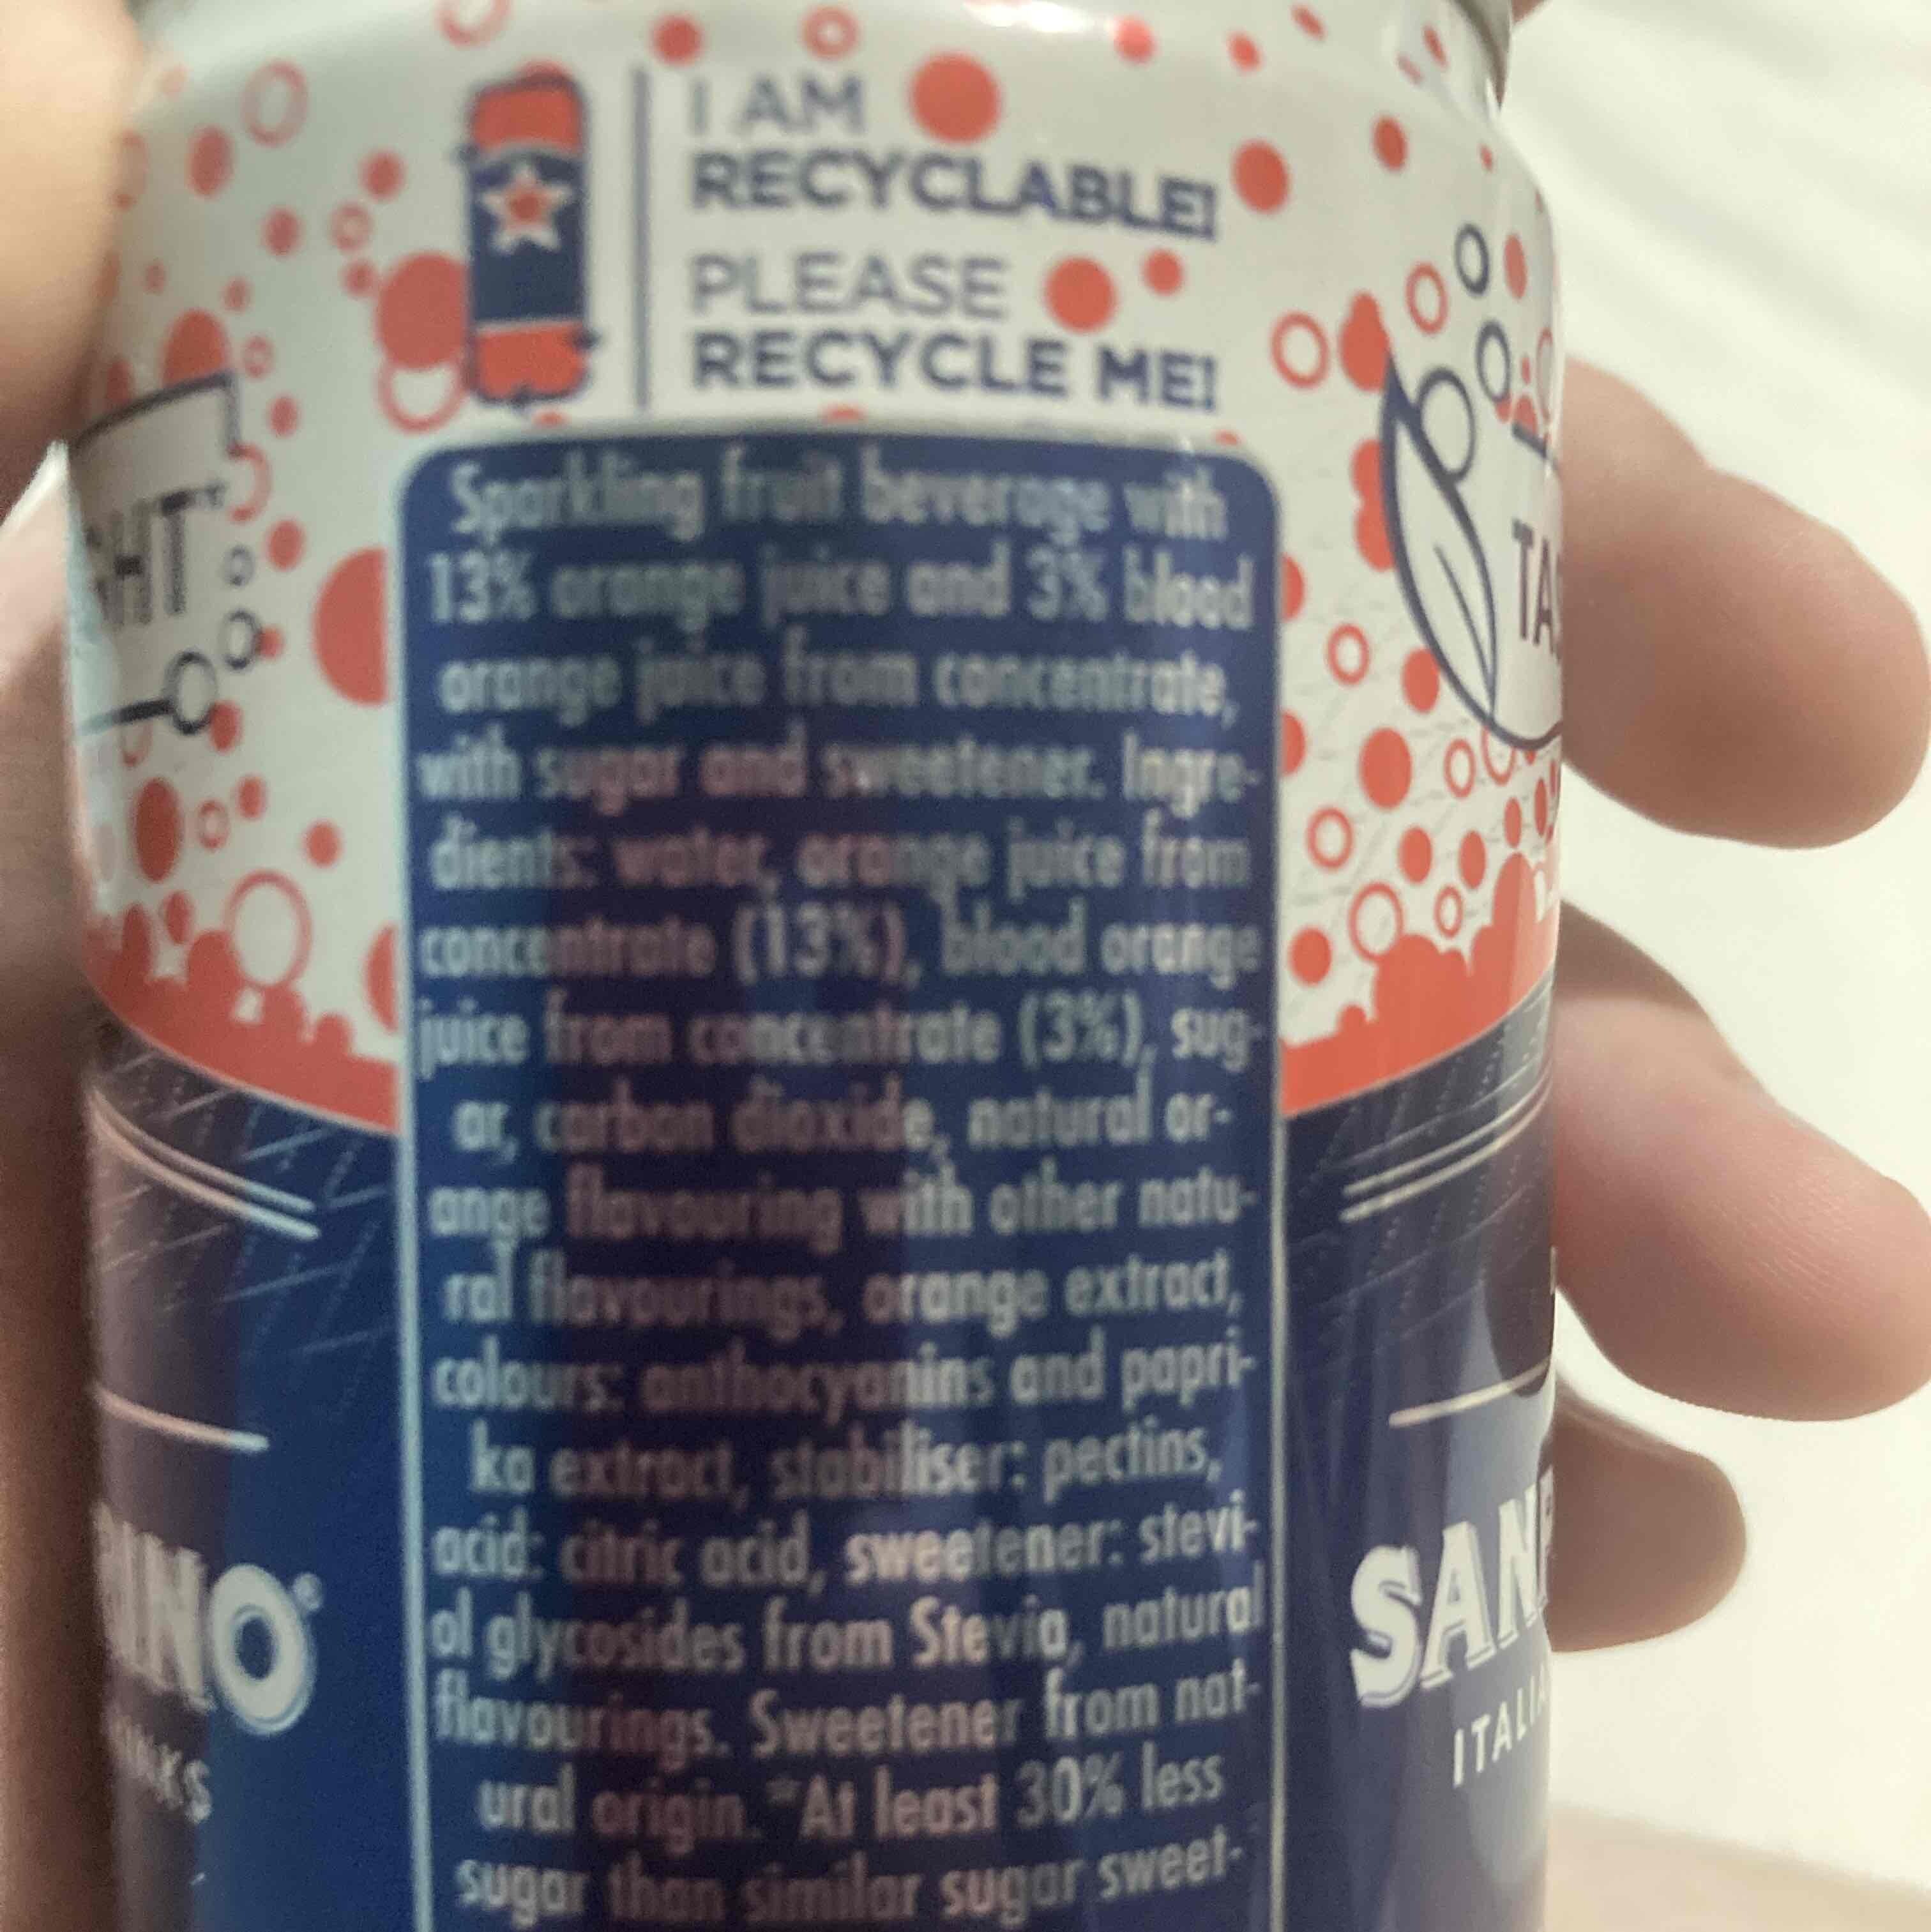 I AM
RECYCLABLE!
PLEASE
RECYCLE ME!
Sparkling fruit beverage with
13% orange juice and 3% blood
orange juice from concentrate,
with sugar and sweetener. Ingre-
dients: water, orange juice from
concentrate (13%), blood orange
juice from concentrate (3%), sug-
ar, carbon dioxide, natural or-
ange flavouring with other natu-
ral flavourings, orange extract,
colours: anthocyanins and papri-
ka extract, stabiliser: pectins,
acid: citric acid, sweetener: stevi-
ol glycosides from Stevia, natural
flavourings. Sweetener from nat-
ural origin. *At least 30% less
sugar than similar sugar sweet-